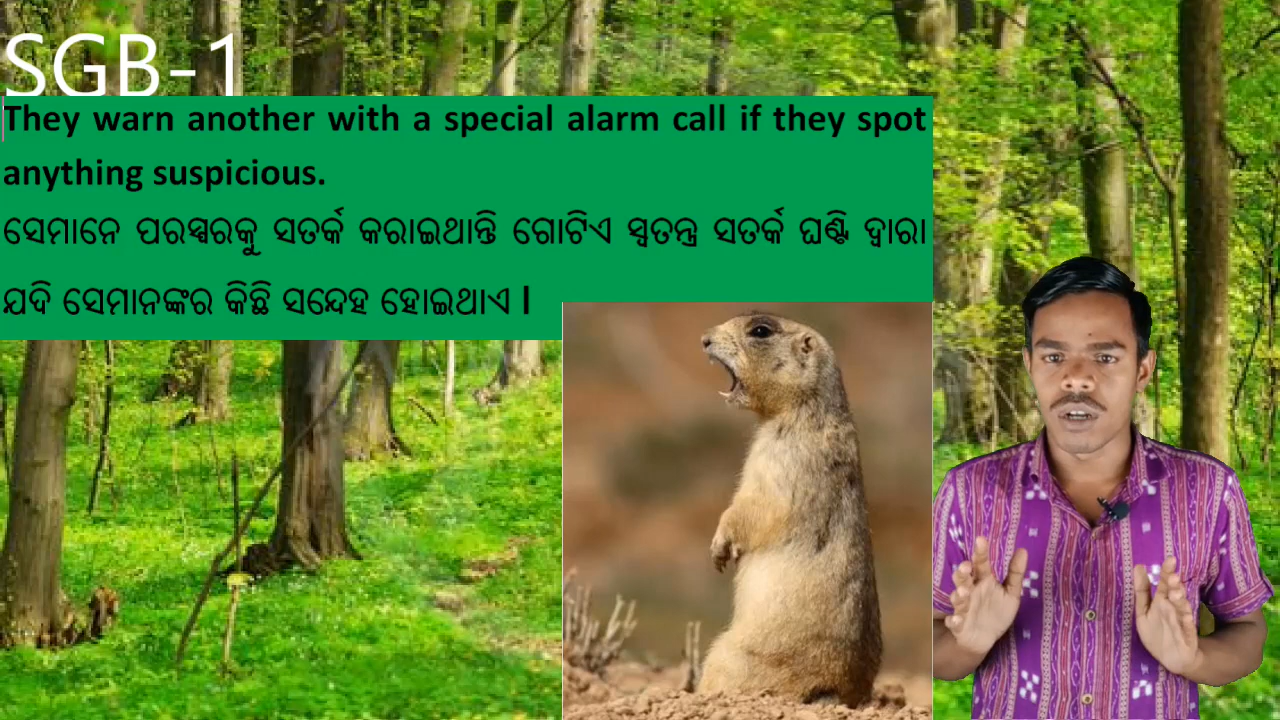 SGB-1
They warn another with a special alarm call if they spot
anything suspicious.
ସେମାନେ ପରସ୍ବରକୁ ସତର୍କ କରାଇଥାନ୍ତି ଗୋଟିଏ ସ୍ୱତନ୍ତ୍ର ସତର୍କ ଘଣ୍ଟି ଦ୍ୱାରା
ଯଦି ସେମାନଙ୍କର କିଛି ସନ୍ଦେହ ହୋଇଥାଏ ।